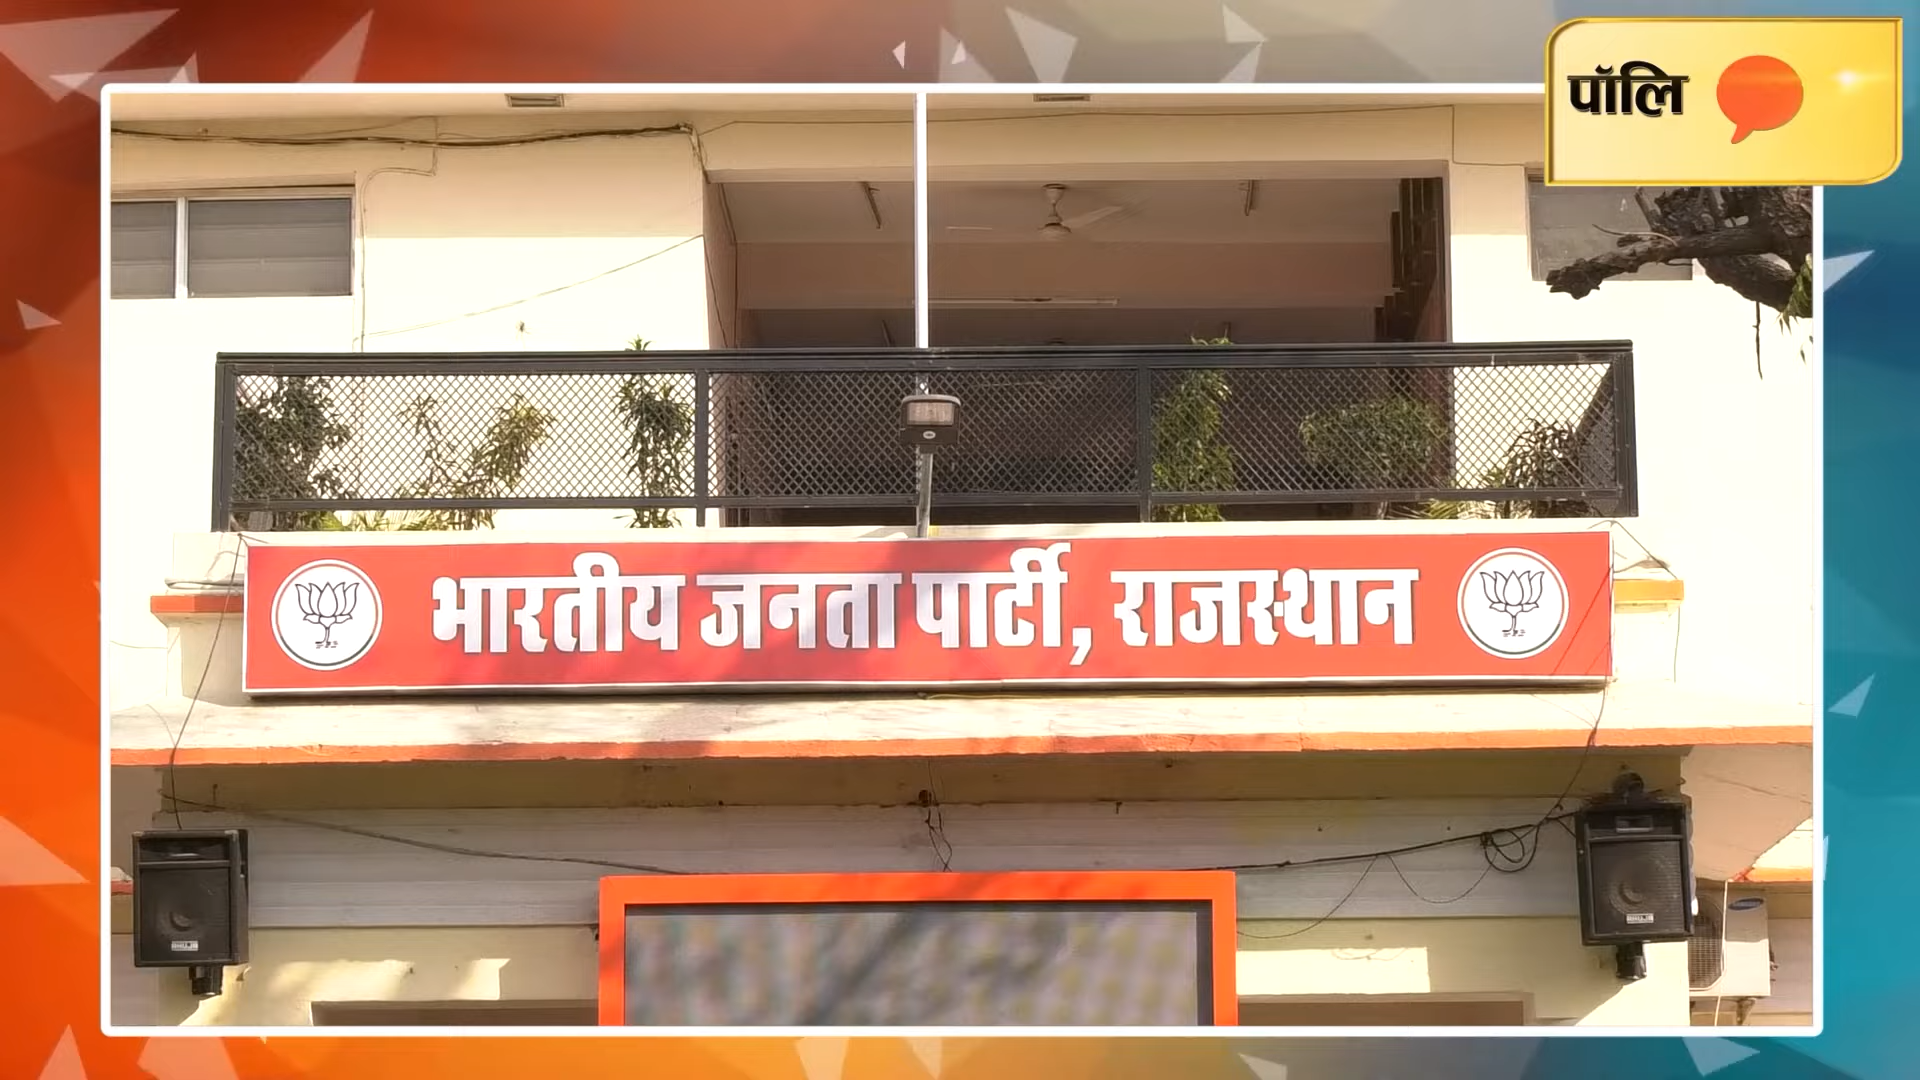 पॉलि
भारतीय जनता पार्टी, राजस्थान